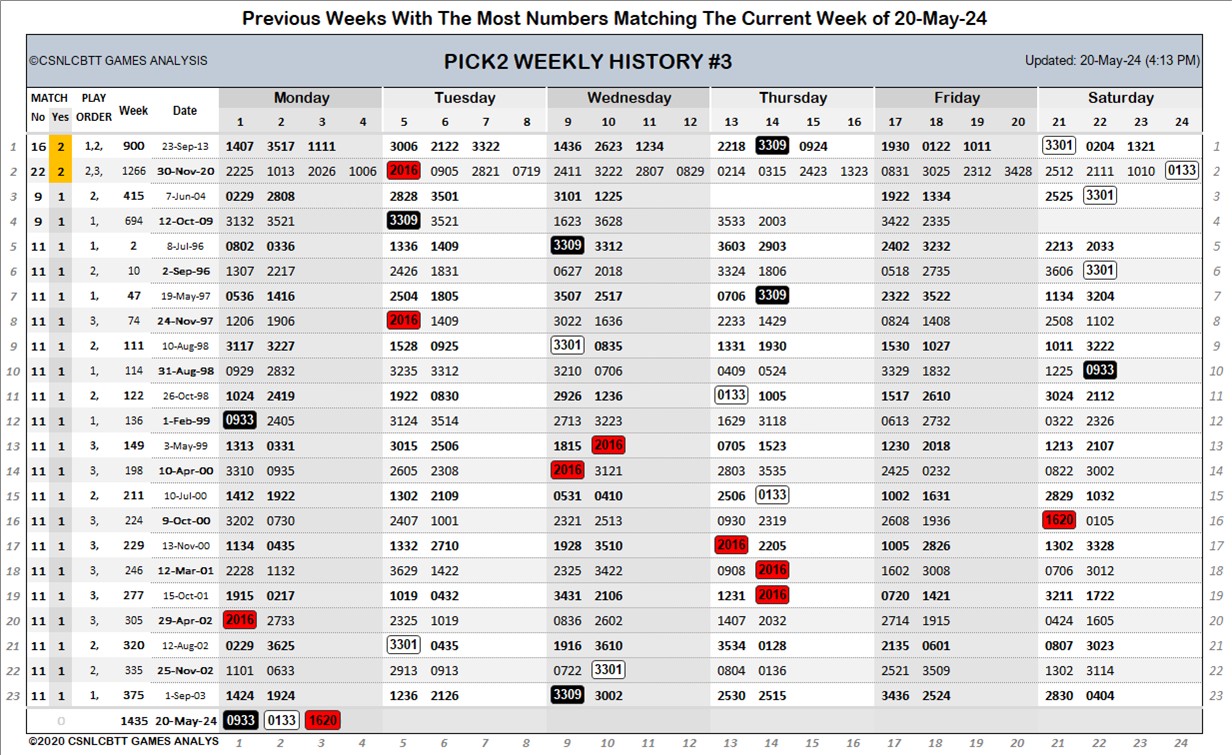 Previous Weeks With The Most Numbers Matching The Current Week of 20-May-24
©CSNLCBTT GAMES ANALYSIS PICK2 WEEKLY HISTORY #3 Updated: 20-May-24 (4:13 PM)
MATCH PLAY Week Date Monday Tuesday Wednesday Thursday Friday Saturday
No Yes ORDER 1 2 3 4 5 6 7 8 9 10 11 12 13 14 15 16 17 18 19 20 21 22 23 24
1 16 2 1,2, 900 23-Sep-13 1407 3517 1111 3006 2122 3322 1436 2623 1234 2218 3309 0924 1930 0122 1011 3301 0204 1321 1
2 22 2 2,3, 1266 30-Nov-20 2225 1013 2026 1006 2016 0905 2821 0719 2411 3222 2807 0829 0214 0315 2423 1323 0831 3025 2312 3428 2512 2111 1010 0133 2
3 9 1 2, 415 7-Jun-04 0229 2808 2828 3501 3101 1225 1922 1334 2525 3301 3
4 9 1 1, 694 12-Oct-09 3132 3521 3309 3521 1623 3628 3533 2003 3422 2335 4
5 11 1 1, 2 8-Jul-96 0802 0336 1336 1409 3309 3312 3603 2903 2402 3232 2213 2033 5
6 11 1 2, 10 2-Sep-96 1307 2217 2426 1831 0627 2018 3324 1806 0518 2735 3606 3301 6
7 11 1 1, 47 19-May-97 0536 1416 2504 1805 3507 2517 0706 3309 2322 3522 1134 3204 7
8 11 1 3, 74 24-Nov-97 1206 1906 2016 1409 3022 1636 2233 1429 0824 1408 2508 1102 8
9 11 1 2, 111 10-Aug-98 3117 3227 1528 0925 3301 0835 1331 1930 1530 1027 1011 3222 9
10 11 1 1, 114 31-Aug-98 0929 2832 3235 3312 3210 0706 0409 0524 3329 1832 1225 0933 10
11 11 1 2, 122 26-Oct-98 1024 2419 1922 0830 2926 1236 0133 1005 1517 2610 3024 2112 11
12 11 1 1, 136 1-Feb-99 0933 2405 3124 3514 2713 3223 1629 3118 0613 2732 0322 2326 12
13 11 1 3, 149 3-May-99 1313 0331 3015 2506 1815 2016 0705 1523 1230 2018 1213 2107 13
14 11 1 3, 198 10-Apr-00 3310 0935 2605 2308 2016 3121 2803 3535 2425 0232 0822 3002 14
15 11 1 2, 211 10-Jul-00 1412 1922 1302 2109 0531 0410 2506 0133 1002 1631 2829 1032 15
16 11 1 3, 224 9-Oct-00 3202 0730 2407 1001 2321 2513 0930 2319 2608 1936 1620 0105 16
17 11 1 3, 229 13-Nov-00 1134 0435 1332 2710 1928 3510 2016 2205 1005 2826 1302 3328 17
18 11 1 3, 246 12-Mar-01 2228 1132 3629 1422 2325 3422 0908 2016 1602 3008 0706 3012 18
19 11 1 3, 277 15-Oct-01 1915 0217 1019 0432 3431 2106 1231 2016 0720 1421 3211 1722 19
20 11 1 3, 305 29-Apr-02 2016 2733 2325 1019 0836 2602 1407 2032 2714 1915 0424 1605 20
21 11 1 2, 320 12-Aug-02 0229 3625 3301 0435 1916 3610 3534 0128 2135 0601 0807 3023 21
22 11 1 2, 335 25-Nov-02 1101 0633 2913 0913 0722 3301 0804 0136 2521 3509 1302 3114 22
23 11 1 1, 375 1-Sep-03 1424 1924 1236 2126 3309 3002 2530 2515 3436 2524 2830 0404 23
0 1435 20-May-24 0933 0133 1620
©2020 CSNLCBTT GAMES ANALYS 1 2 3 4 5 6 7 8 9 10 11 12 13 14 15 16 17 18 19 20 21 22 23 24